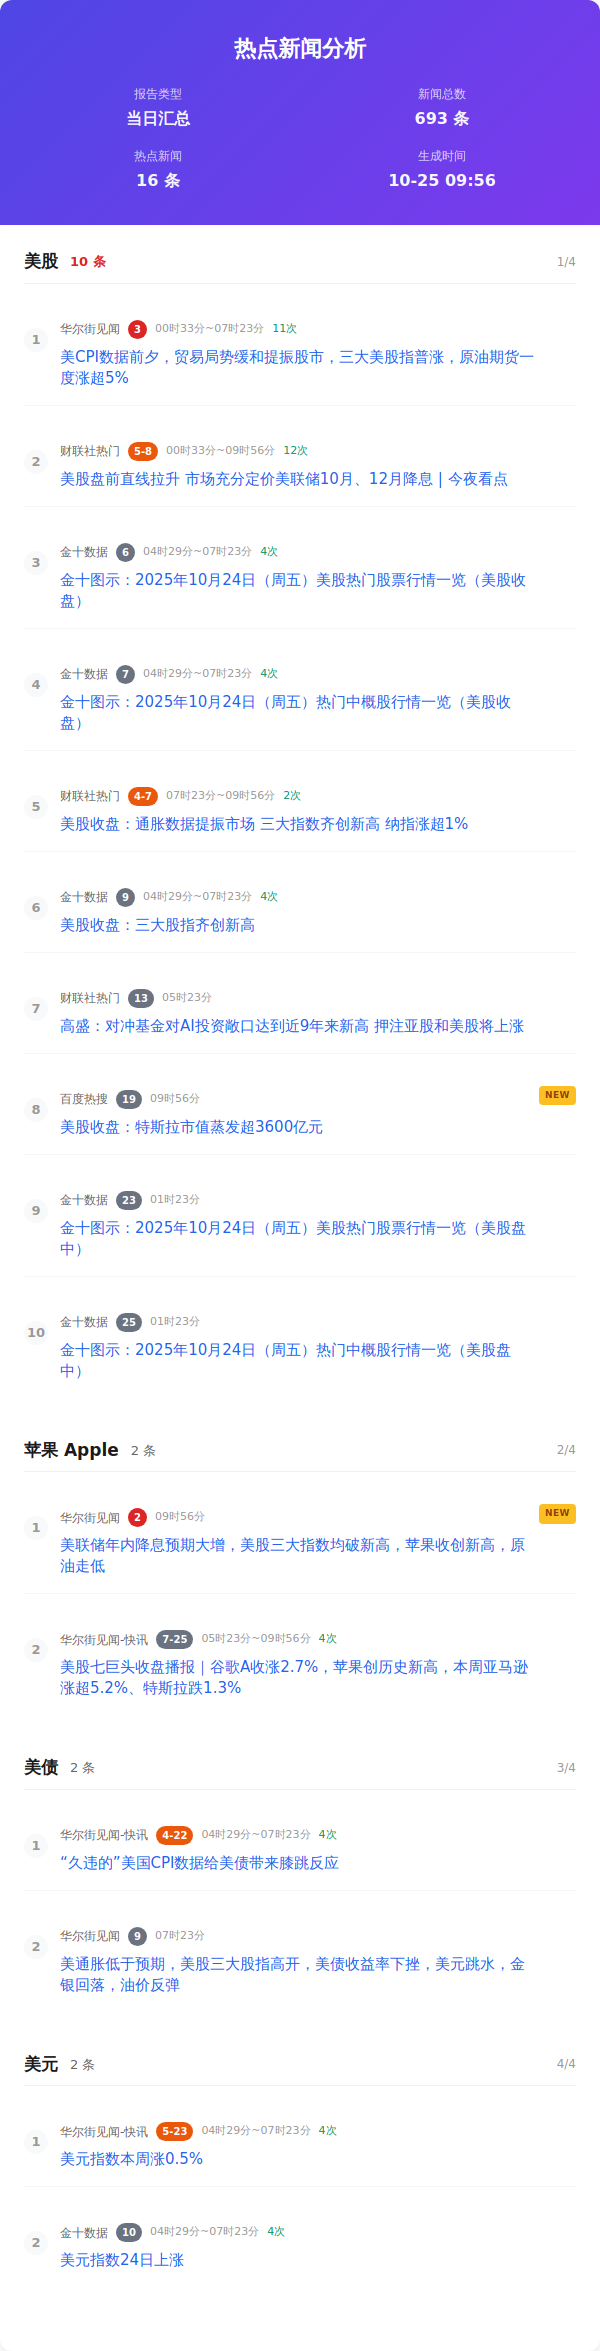 热点新闻分析
报告类型
新闻总数
当日汇总
693 条
热点新闻
生成时间
16 条
10-25 09:56
美股 10 条 1/4
1
华尔街见闻 3 00时33分~07时23分 11次
美CPI数据前夕，贸易局势缓和提振股市，三大美股指普涨，原油期货一
度涨超5%
2
财联社热门 5-8 00时33分~09时56分 12次
美股盘前直线拉升 市场充分定价美联储10月、12月降息 | 今夜看点
3
金十数据 6 04时29分~07时23分 4次
金十图示：2025年10月24日（周五）美股热门股票行情一览（美股收
盘）
4
金十数据 7 04时29分~07时23分 4次
金十图示：2025年10月24日（周五）热门中概股行情一览（美股收
盘）
5
财联社热门 4-7 07时23分~09时56分 2次
美股收盘：通胀数据提振市场 三大指数齐创新高 纳指涨超1%
6
金十数据 9 04时29分~07时23分 4次
美股收盘：三大股指齐创新高
7
财联社热门 13 05时23分
高盛：对冲基金对AI投资敞口达到近9年来新高 押注亚股和美股将上涨
8
百度热搜 19 09时56分 NEW
美股收盘：特斯拉市值蒸发超3600亿元
9
金十数据 23 01时23分
金十图示：2025年10月24日（周五）美股热门股票行情一览（美股盘
中）
10
金十数据 25 01时23分
金十图示：2025年10月24日（周五）热门中概股行情一览（美股盘
中）
苹果 Apple 2 条 2/4
1
华尔街见闻 2 09时56分 NEW
美联储年内降息预期大增，美股三大指数均破新高，苹果收创新高，原
油走低
2
华尔街见闻-快讯 7-25 05时23分~09时56分 4次
美股七巨头收盘播报｜谷歌A收涨2.7%，苹果创历史新高，本周亚马逊
涨超5.2%、特斯拉跌1.3%
美债 2 条 3/4
1
华尔街见闻-快讯 4-22 04时29分~07时23分 4次
“久违的”美国CPI数据给美债带来膝跳反应
2
华尔街见闻 9 07时23分
美通胀低于预期，美股三大股指高开，美债收益率下挫，美元跳水，金
银回落，油价反弹
美元 2 条 4/4
1
华尔街见闻-快讯 5-23 04时29分~07时23分 4次
美元指数本周涨0.5%
2
金十数据 10 04时29分~07时23分 4次
美元指数24日上涨